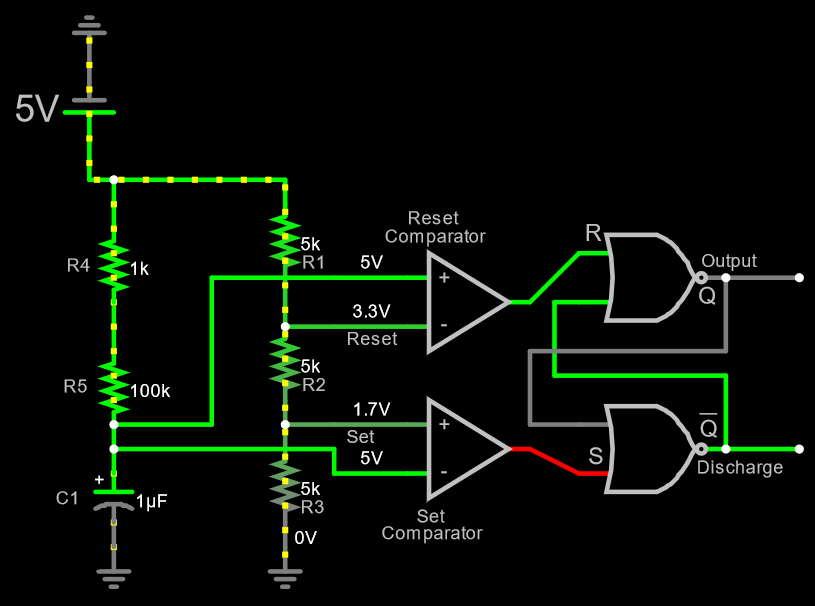 5V
Reset
Comparator
R
Output
Q
R4
1k
5k
R1
5V
+
3.3V
-
Reset
R5
100k
5k
R2
1.7V
+
Set
5V
-
Q̅
S
Discharge
+
C1
1µF
5k
R3
0V
Set
Comparator